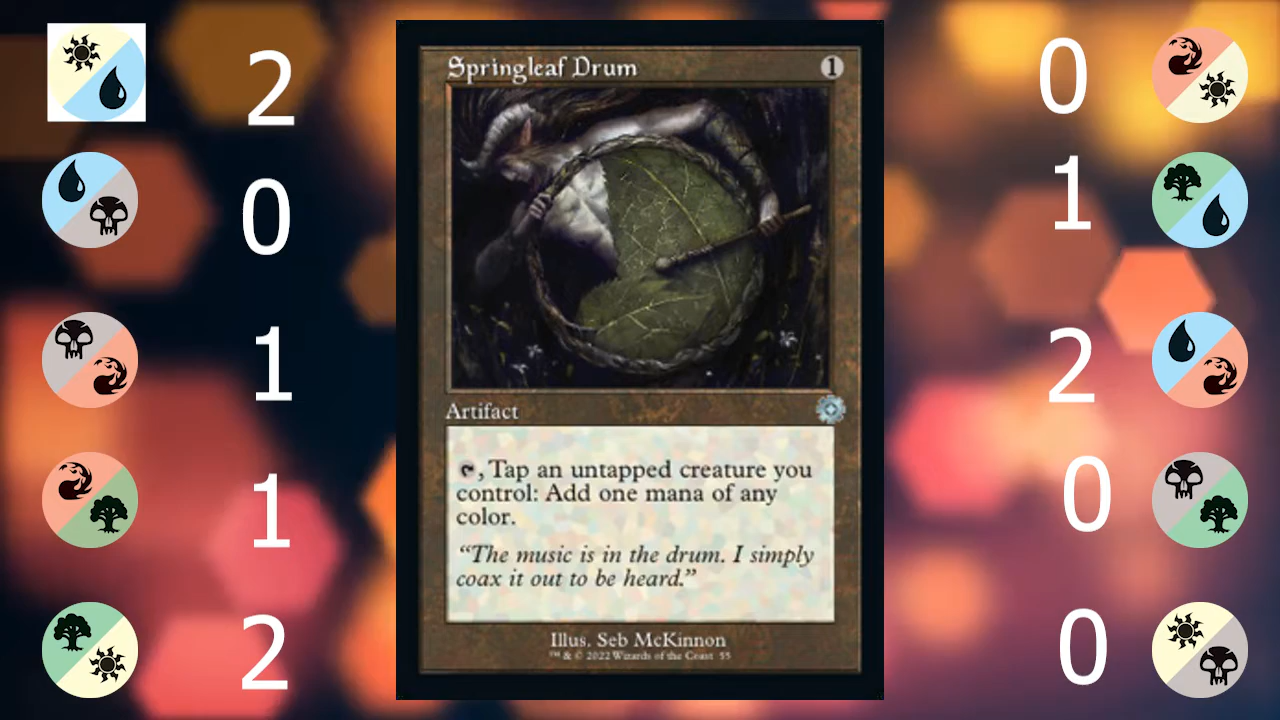 2
0
1
1
2
Springleaf Drum 1
Artifact
, Tap an untapped creature you
control: Add one mana of any
color.
“The music is in the drum. I simply
coax it out to be heard.”
Illus. Seb McKinnon
™ & © 2022 Wizards of the Coast 55
0
1
2
0
0